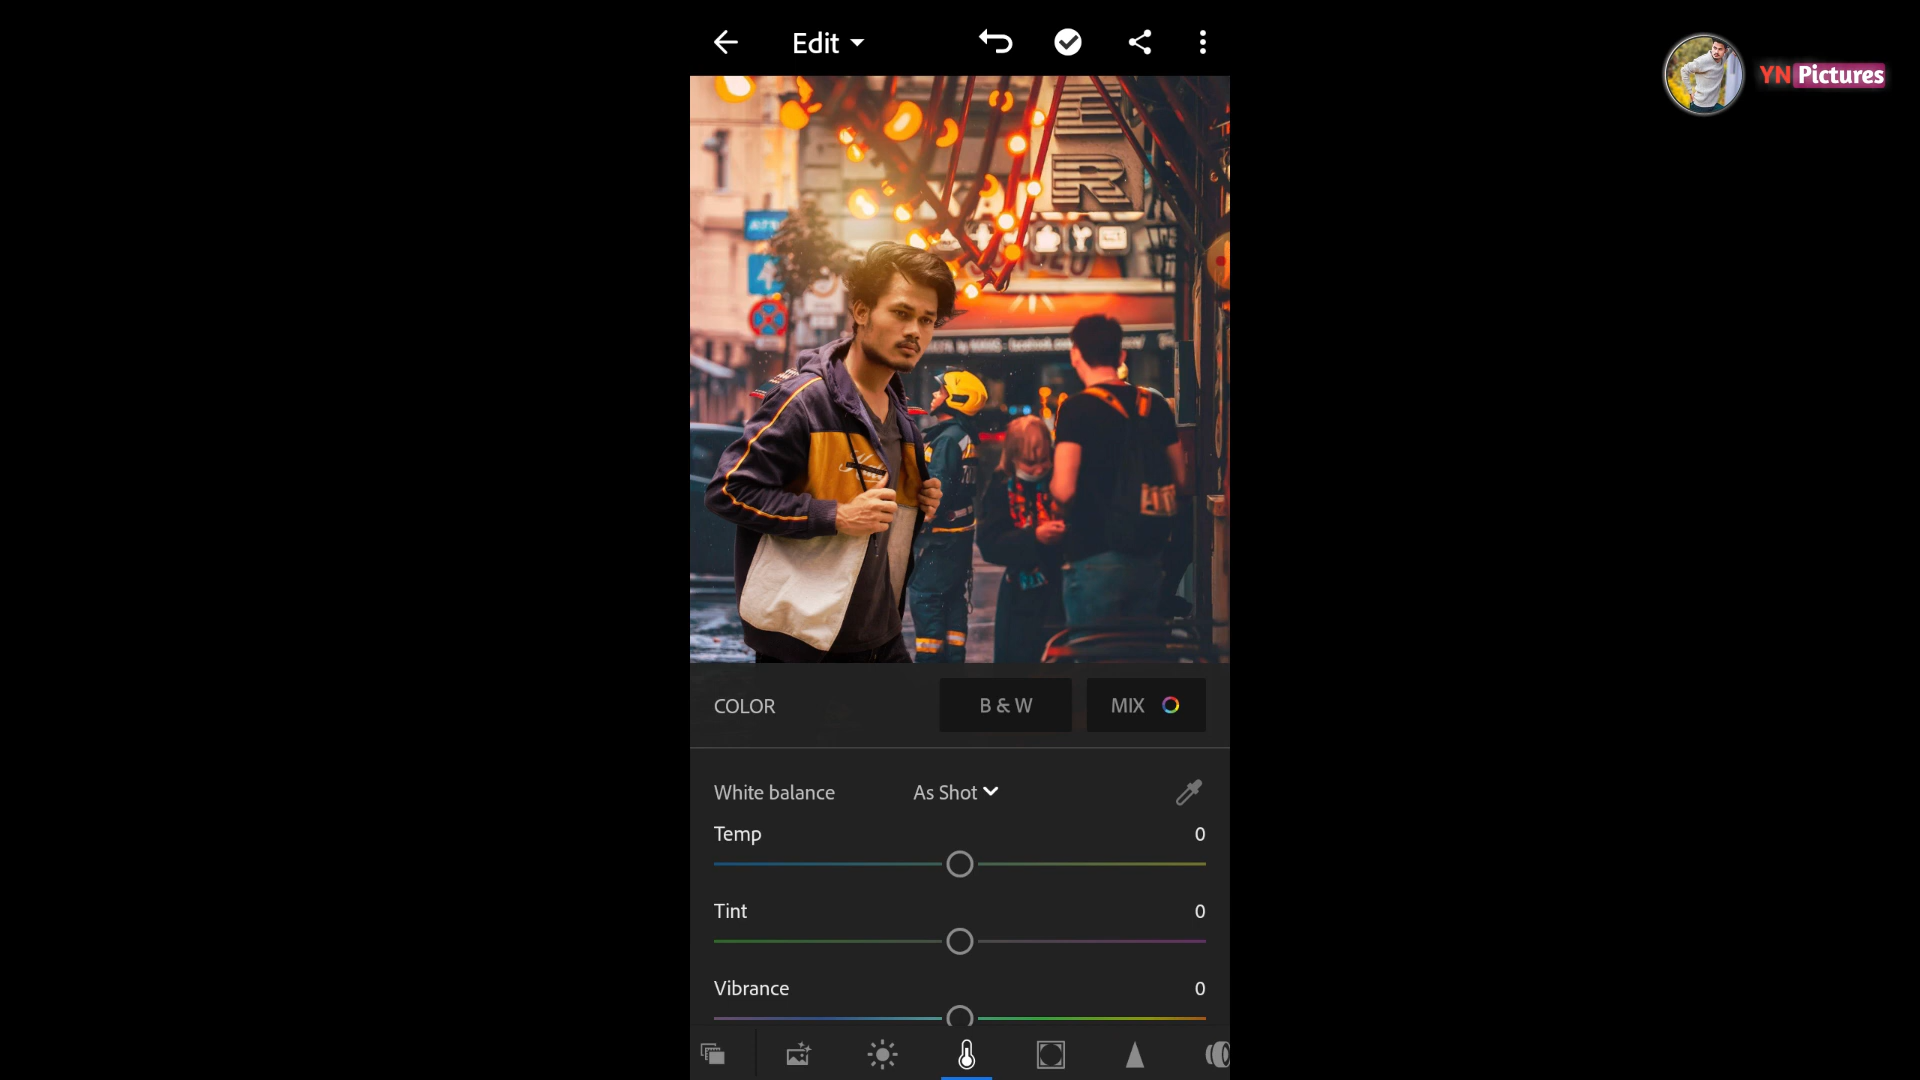 Edit
YN Pictures
E
R
COLOR
B & W
MIX
White balance
As Shot
Temp
0
Tint
0
Vibrance
0